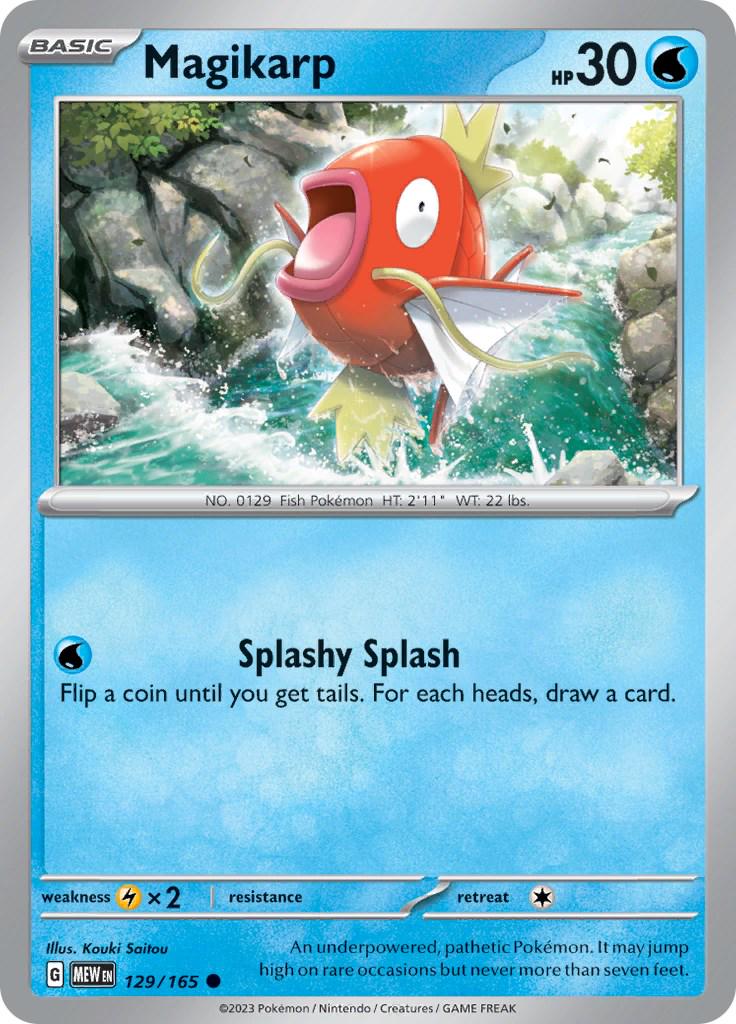 BASIC
Magikarp
HP 30
NO. 0129 Fish Pokémon HT: 2'11" WT: 22 lbs.
Splashy Splash
Flip a coin until you get tails. For each heads, draw a card.
weakness ×2 resistance retreat
Illus. Kouki Saitou
An underpowered, pathetic Pokémon. It may jump
high on rare occasions but never more than seven feet.
G MEW EN 129/165
©2023 Pokémon / Nintendo / Creatures / GAME FREAK